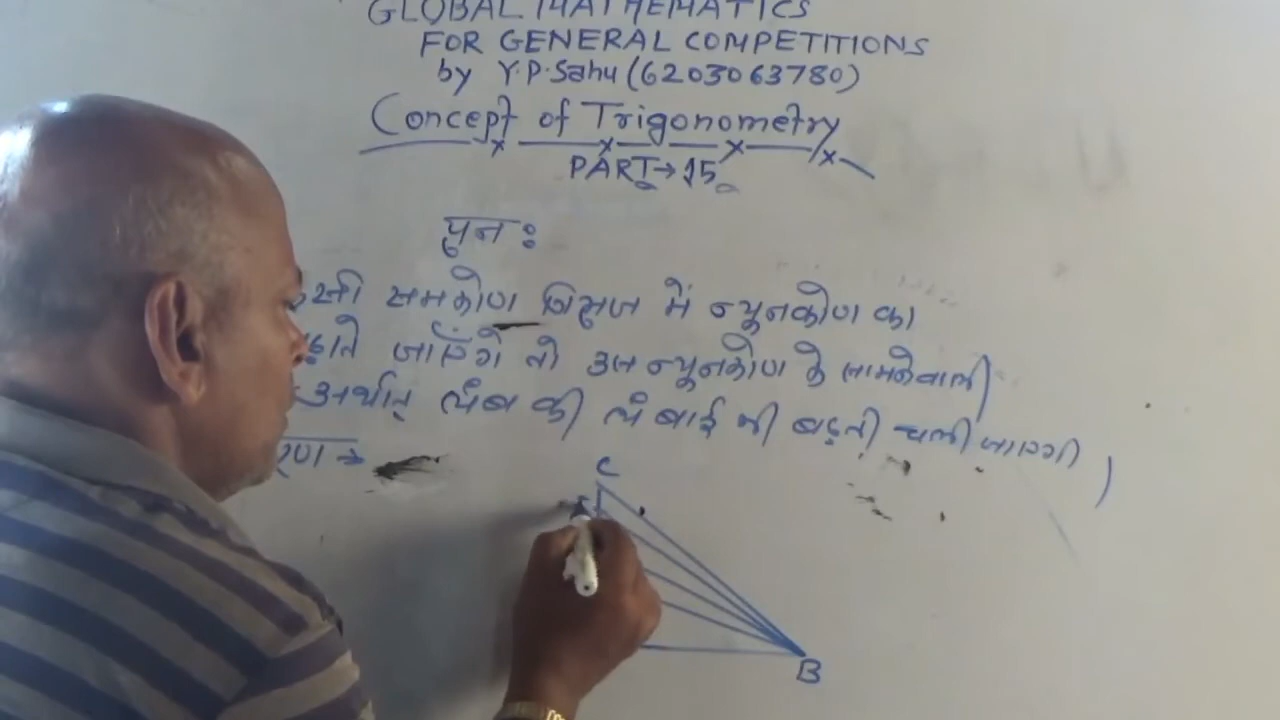 GLOBAL MATHEMATICS
FOR GENERAL COMPETITIONS
by Y.P.Sahu (6203063780)
Concept of Trigonometry
PART→15
पुनः
समकोण त्रिभुज में न्यूनकोण का
जाएँगे तो उस न्यूनकोण के सामनेवाली
अर्थात् लंब की लंबाई भी बढ़ती चली जाएगी
C
B